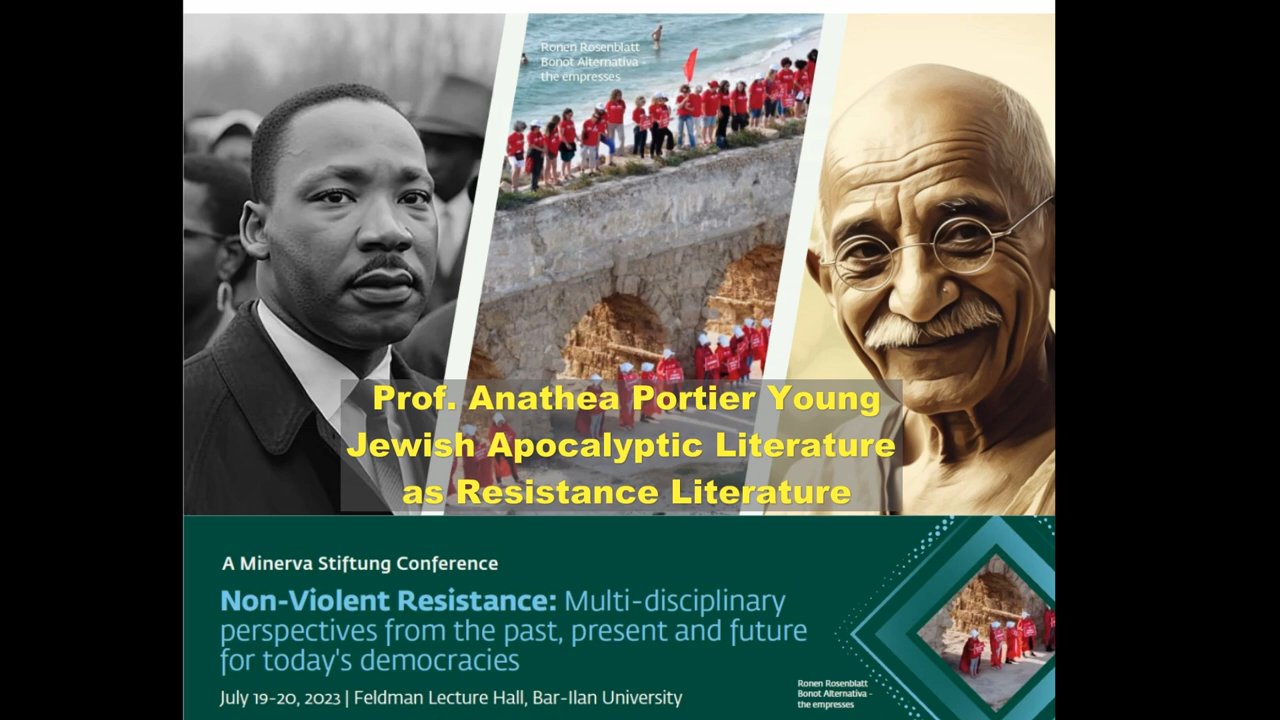 Ronen Rosenblatt
Bonot Alternativa -
the empresses
Prof. Anathea Portier Young
Jewish Apocalyptic Literature
as Resistance Literature
A Minerva Stiftung Conference
Non-Violent Resistance: Multi-disciplinary
perspectives from the past, present and future
for today's democracies
July 19-20, 2023 | Feldman Lecture Hall, Bar-Ilan University
Ronen Rosenblatt
Bonot Alternativa -
the empresses